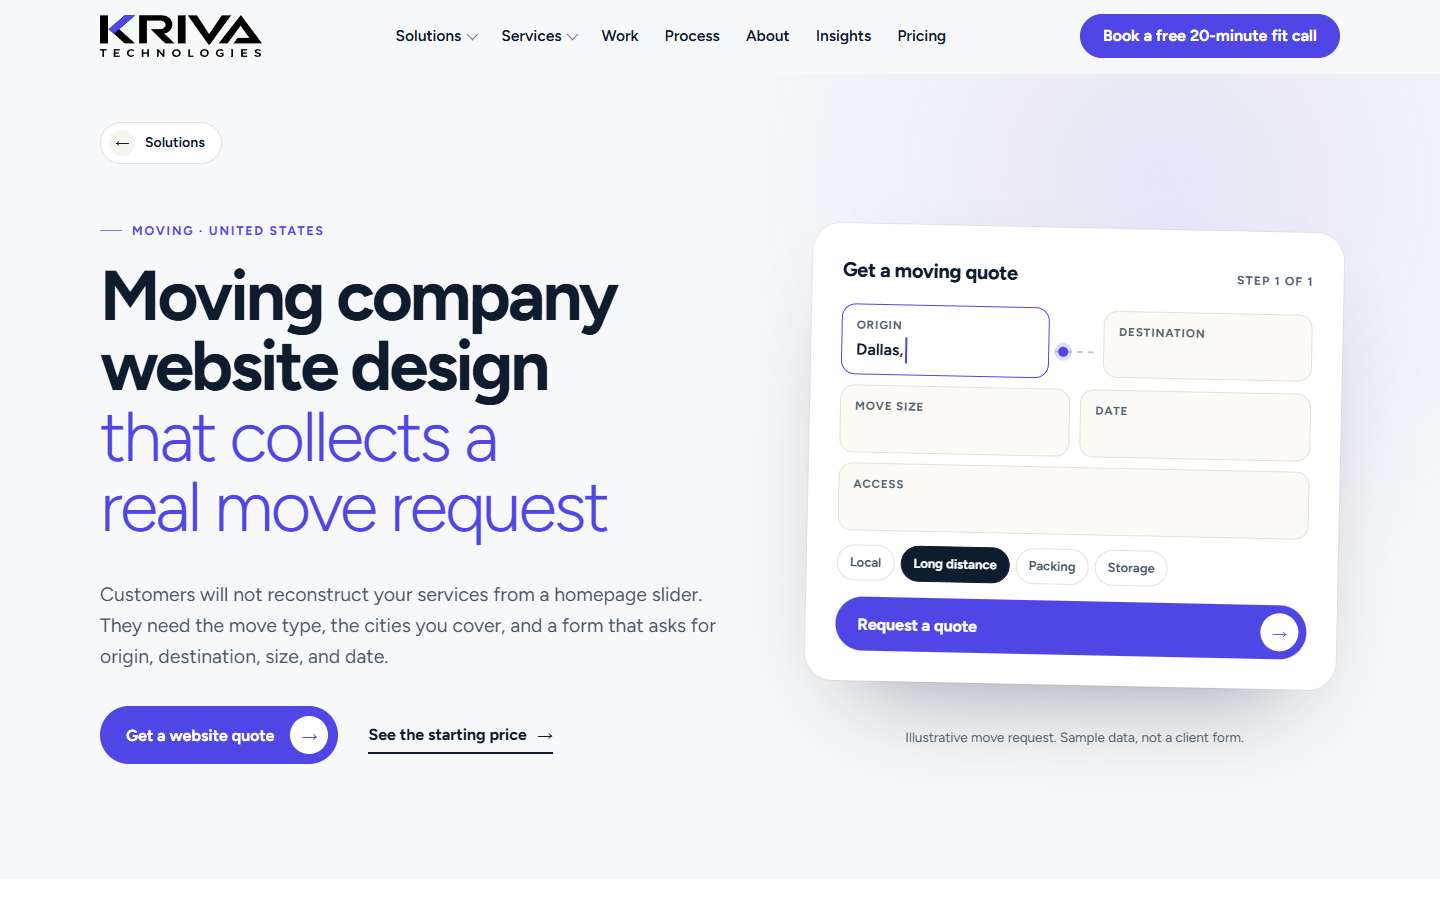 KRIVA
TECHNOLOGIES
Solutions
Services
Work
Process
About
Insights
Pricing
Book a free 20-minute fit call
← Solutions
MOVING · UNITED STATES
Moving company
website design
that collects a
real move request
Customers will not reconstruct your services from a homepage slider.
They need the move type, the cities you cover, and a form that asks for
origin, destination, size, and date.
Get a website quote →
See the starting price →
Get a moving quote
STEP 1 OF 1
ORIGIN
Dallas,
DESTINATION
MOVE SIZE
DATE
ACCESS
Local
Long distance
Packing
Storage
Request a quote →
Illustrative move request. Sample data, not a client form.